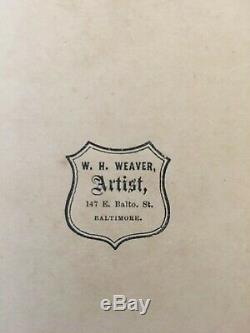 W. H. WEAVER,
Artist,
147 E. Balto. St.
BALTIMORE.